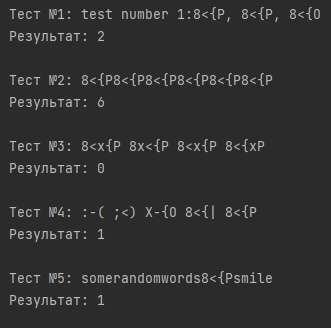 Тест №1: test number 1:8<{P, 8<{P, 8<{O
Результат: 2
Тест №2: 8<{P8<{P8<{P8<{P8<{P8<{P
Результат: 6
Тест №3: 8<x{P 8x<{P 8<x{P 8<{xP
Результат: 0
Тест №4: :-( ;<) X-{O 8<{| 8<{P
Результат: 1
Тест №5: somerandomwords8<{Psmile
Результат: 1